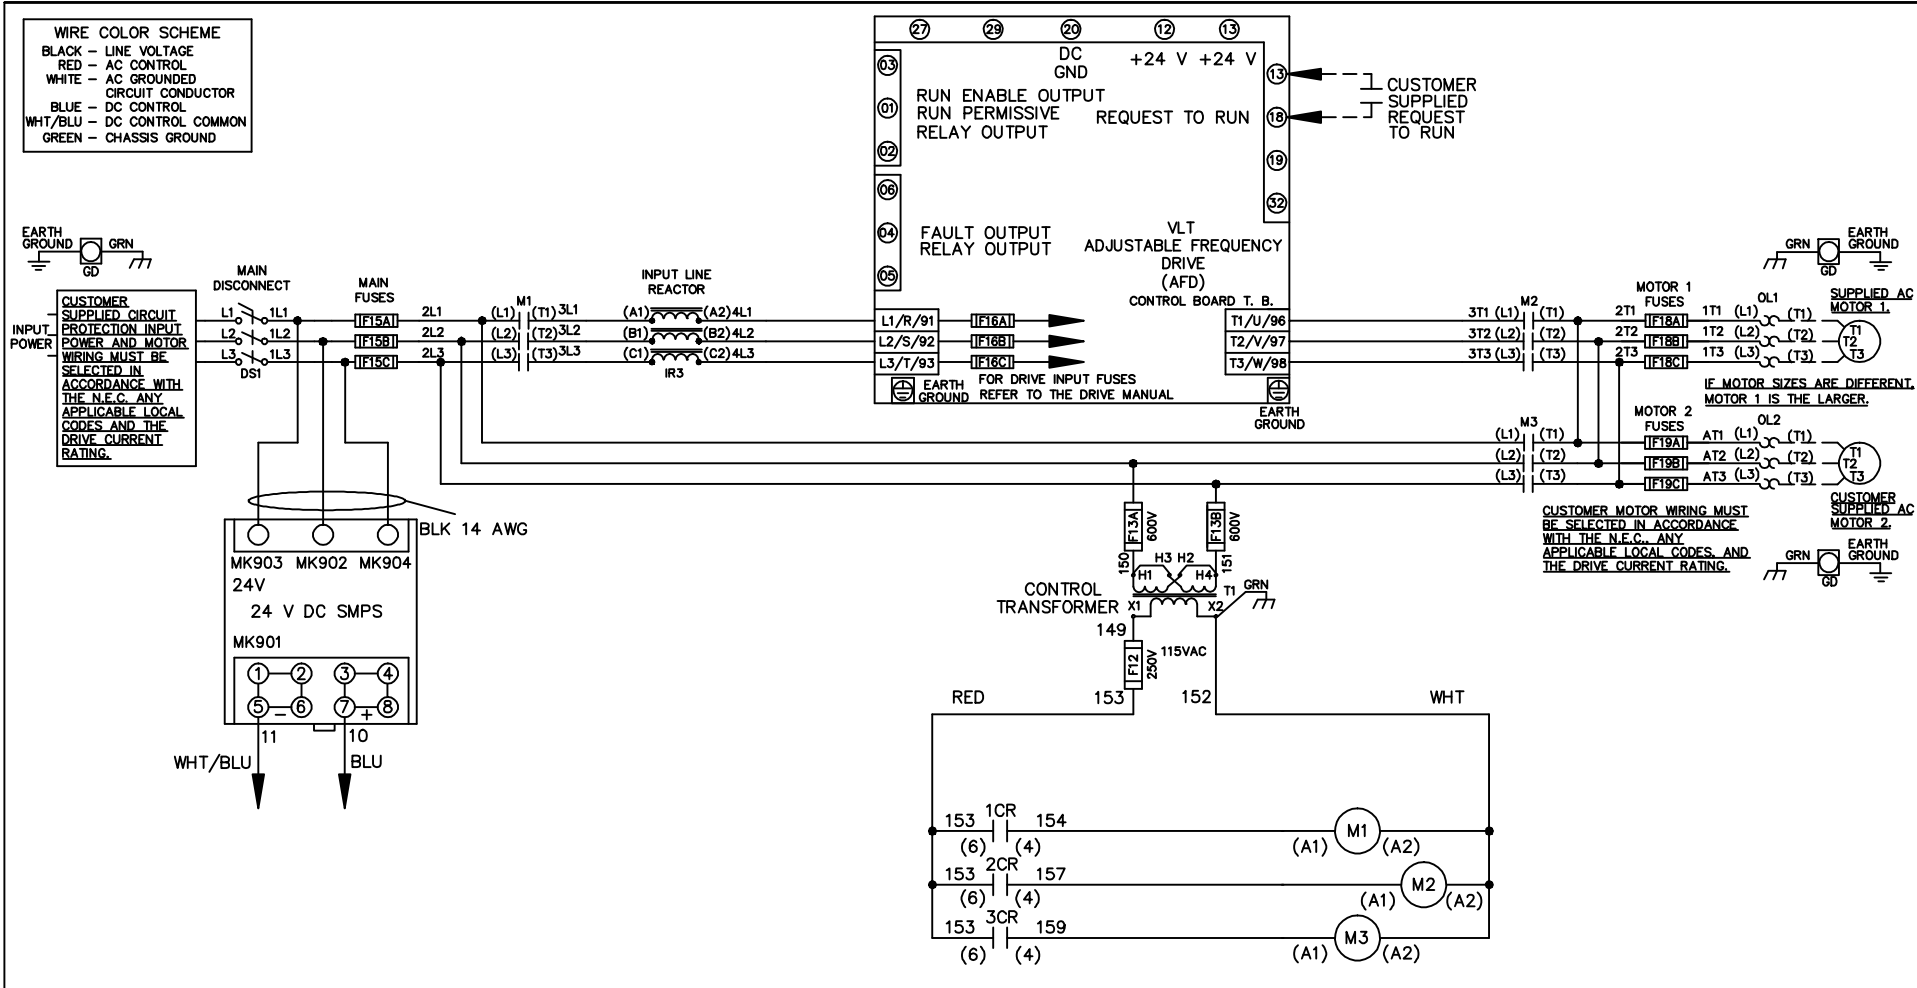 WIRE COLOR SCHEME
BLACK – LINE VOLTAGE
RED – AC CONTROL
WHITE – AC GROUNDED
CIRCUIT CONDUCTOR
BLUE – DC CONTROL
WHT/BLU – DC CONTROL COMMON
GREEN – CHASSIS GROUND
EARTH
GROUND
GRN
GD
CUSTOMER
SUPPLIED CIRCUIT
PROTECTION INPUT
POWER AND MOTOR
WIRING MUST BE
SELECTED IN
ACCORDANCE WITH
THE N.E.C. ANY
APPLICABLE LOCAL
CODES AND THE
DRIVE CURRENT
RATING.
INPUT
POWER
MAIN
DISCONNECT
L1 1L1
L2 1L2
L3 1L3
DS1
MAIN
FUSES
F15A
F15B
F15C
2L1
2L2
2L3
M1
(L1) (T1) 3L1
(L2) (T2) 3L2
(L3) (T3) 3L3
INPUT LINE
REACTOR
(A1) (A2) 4L1
(B1) (B2) 4L2
(C1) (C2) 4L3
IR3
27 29 20 12 13
DC
GND
+24 V +24 V
03
01
02
RUN ENABLE OUTPUT
RUN PERMISSIVE
RELAY OUTPUT
REQUEST TO RUN
13
18
19
32
CUSTOMER
SUPPLIED
REQUEST
TO RUN
06
04
05
FAULT OUTPUT
RELAY OUTPUT
VLT
ADJUSTABLE FREQUENCY
DRIVE
(AFD)
CONTROL BOARD T. B.
L1/R/91 F16A T1/U/96
L2/S/92 F16B T2/V/97
L3/T/93 F16C T3/W/98
EARTH
GROUND
FOR DRIVE INPUT FUSES
REFER TO THE DRIVE MANUAL
EARTH
GROUND
M2
3T1 (L1) (T1)
3T2 (L2) (T2)
3T3 (L3) (T3)
MOTOR 1
FUSES
2T1 F18A 1T1 (L1) OL1 (T1)
2T2 F18B 1T2 (L2) (T2)
2T3 F18C 1T3 (L3) (T3)
GRN
GD
EARTH
GROUND
SUPPLIED AC
MOTOR 1.
T1
T2
T3
IF MOTOR SIZES ARE DIFFERENT,
MOTOR 1 IS THE LARGER.
M3
(L1) (T1)
(L2) (T2)
(L3) (T3)
MOTOR 2
FUSES
F19A AT1 (L1) OL2 (T1)
F19B AT2 (L2) (T2)
F19C AT3 (L3) (T3)
T1
T2
T3
CUSTOMER
SUPPLIED AC
MOTOR 2.
CUSTOMER MOTOR WIRING MUST
BE SELECTED IN ACCORDANCE
WITH THE N.E.C., ANY
APPLICABLE LOCAL CODES, AND
THE DRIVE CURRENT RATING.
GRN
GD
EARTH
GROUND
BLK 14 AWG
MK903 MK902 MK904
24V
24 V DC SMPS
MK901
1 2 3 4
5 – 6 7 + 8
11 10
WHT/BLU BLU
F13A
600V
F13B
600V
150 H3 H2 151
H1 H4
CONTROL
TRANSFORMER
X1 X2
T1
GRN
149
F12
250V
115VAC
RED 153 152 WHT
153 1CR 154
(6) (4)
M1
(A1) (A2)
153 2CR 157
(6) (4)
M2
(A1) (A2)
153 3CR 159
(6) (4)
M3
(A1) (A2)